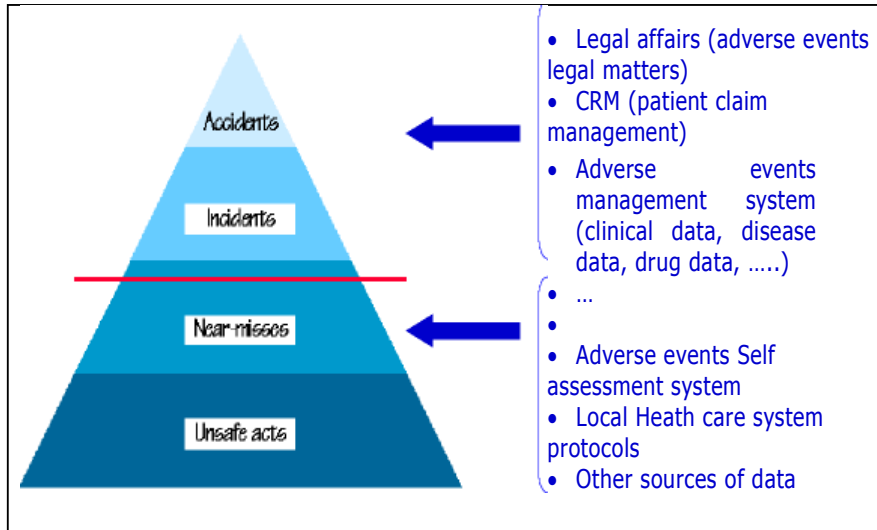 Accidents
Incidents
Near-misses
Unsafe acts
• Legal affairs (adverse events
legal matters)
• CRM (patient claim
management)
• Adverse events
management system
(clinical data, disease
data, drug data, …..)
• …
•
• Adverse events Self
assessment system
• Local Heath care system
protocols
• Other sources of data